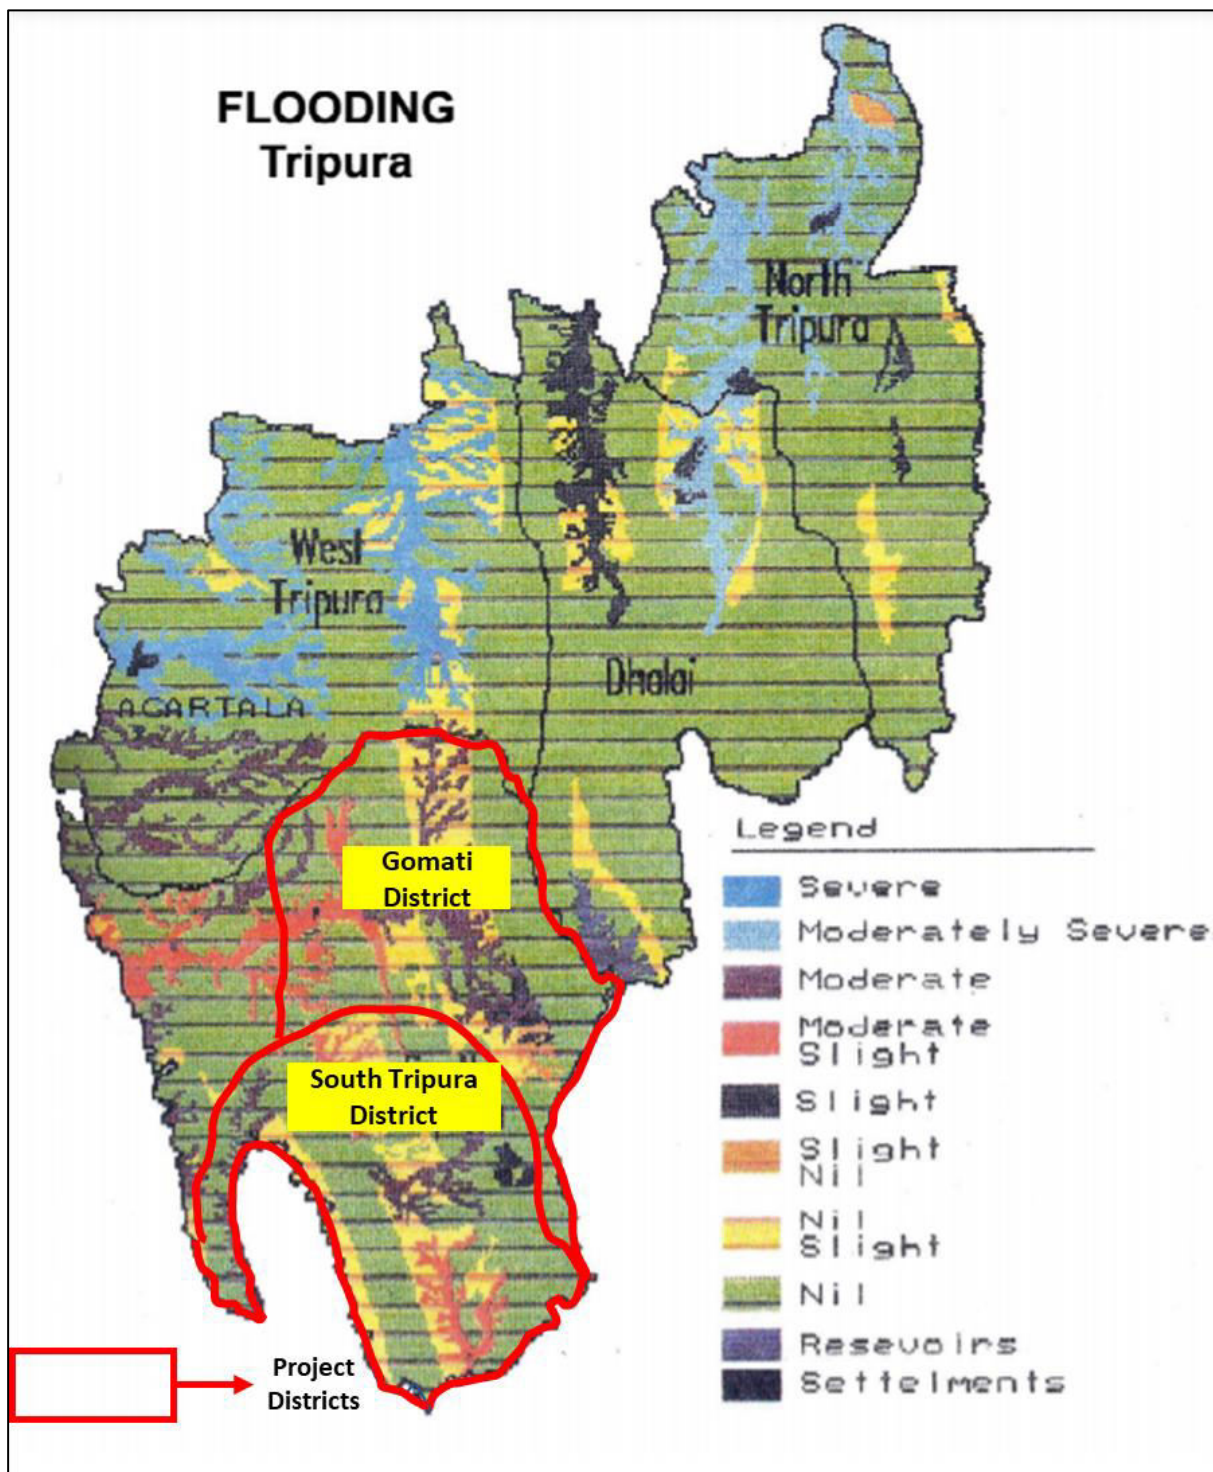 FLOODING
Tripura
North
Tripura
West
Tripura
Dhalai
AGARTALA
Gomati
District
South Tripura
District
Legend
Severe
Moderately Severe
Moderate
Moderate
Slight
Slight
Slight
Nil
Nil
Slight
Nil
Resevoirs
Settelments
Project
Districts